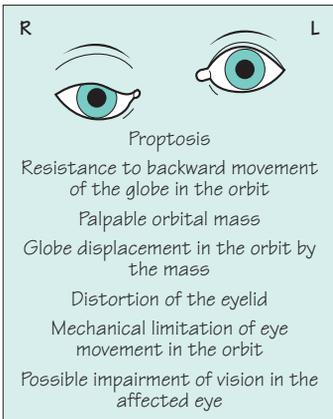 R L
Proptosis
Resistance to backward movement
of the globe in the orbit
Palpable orbital mass
Globe displacement in the orbit by
the mass
Distortion of the eyelid
Mechanical limitation of eye
movement in the orbit
Possible impairment of vision in the
affected eye